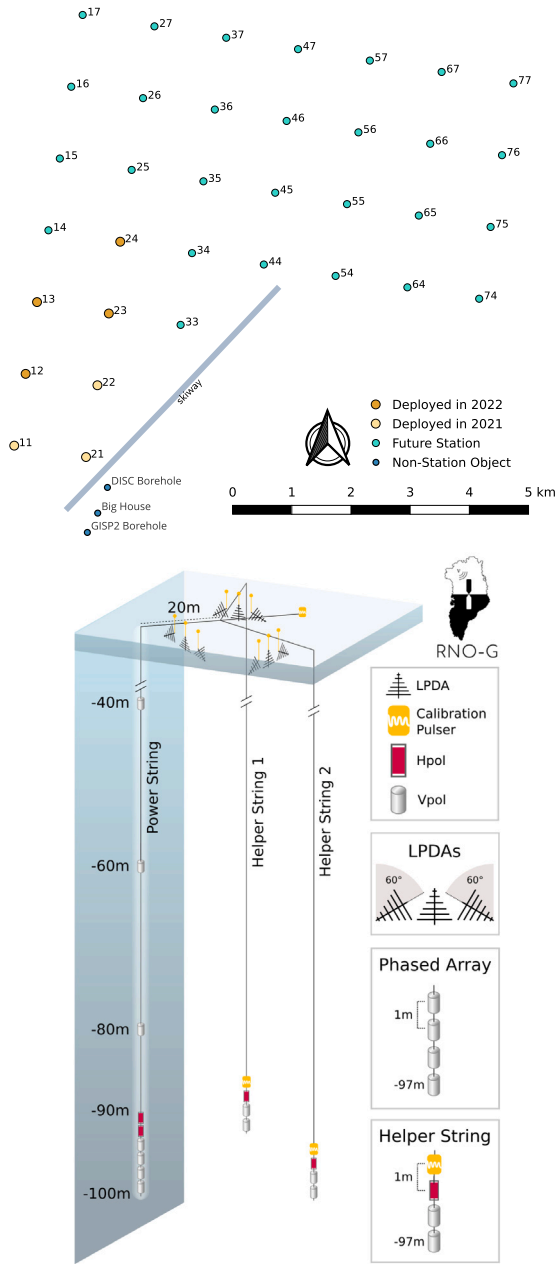 17
27
37
47
57
67
77
16
26
36
46
56
66
76
15
25
35
45
55
65
75
14
24
34
44
54
64
74
13
23
33
12
22
skiway
11
21
Deployed in 2022
Deployed in 2021
Future Station
Non-Station Object
DISC Borehole
Big House
GISP2 Borehole
0 1 2 3 4 5 km
20m
RNO-G
-40m
-60m
-80m
-90m
-100m
Power String
Helper String 1
Helper String 2
LPDA
Calibration
Pulser
Hpol
Vpol
LPDAs
60° 60°
Phased Array
1m
-97m
Helper String
1m
-97m